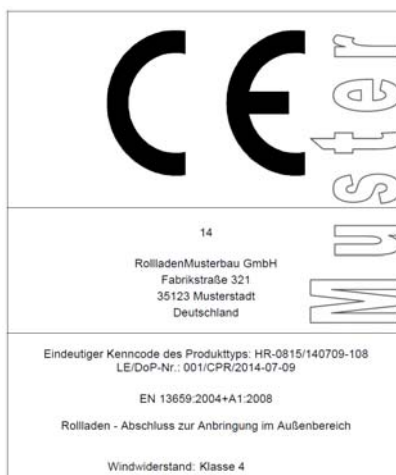 CE
Muster
14
RollladenMusterbau GmbH
Fabrikstraße 321
35123 Musterstadt
Deutschland
Eindeutiger Kenncode des Produkttyps: HR-0815/140709-108
LE/DoP-Nr.: 001/CPR/2014-07-09
EN 13659:2004+A1:2008
Rollladen - Abschluss zur Anbringung im Außenbereich
Windwiderstand: Klasse 4